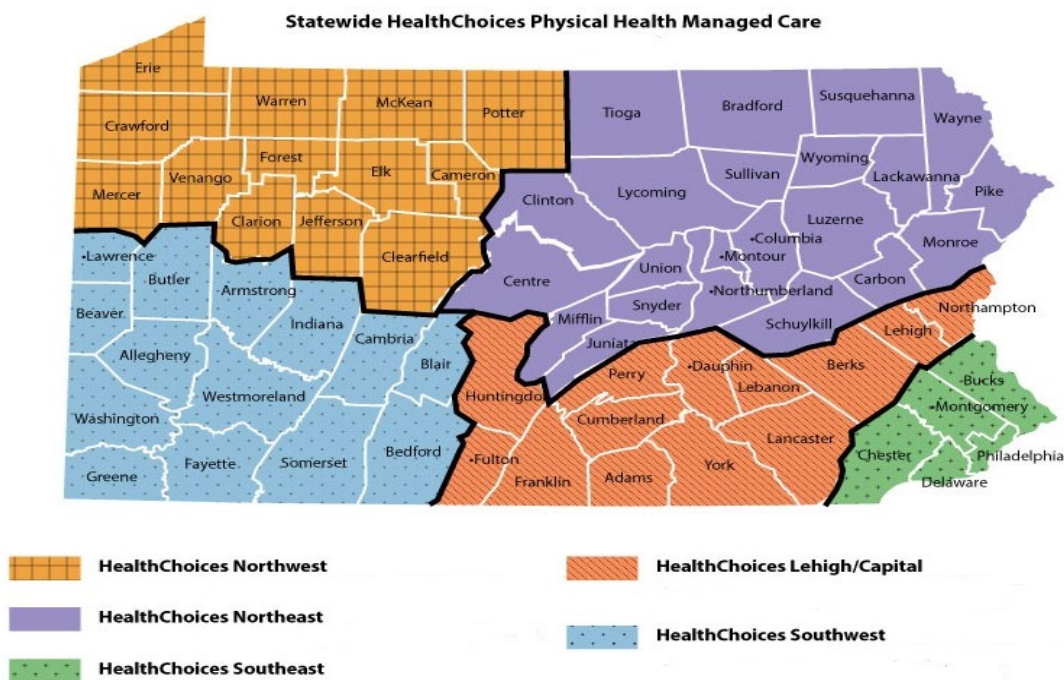 Statewide HealthChoices Physical Health Managed Care
Erie
Warren
McKean
Potter
Tioga
Bradford
Susquehanna
Wayne
Crawford
Forest
Elk
Cameron
Wyoming
Lackawanna
Pike
Mercer
Venango
Clarion
Jefferson
Clearfield
Clinton
Lycoming
Sullivan
Luzerne
Monroe
•Lawrence
Butler
Armstrong
Centre
Union
•Montour
•Columbia
Carbon
Beaver
Indiana
Cambria
Blair
Mifflin
Snyder
•Northumberland
Schuylkill
Northampton
Lehigh
Allegheny
Juniata
Huntingdo
Perry
•Dauphin
Lebanon
Berks
•Bucks
•Montgomery
Westmoreland
Washington
Cumberland
Lancaster
Chester
Philadelphia
Delaware
Greene
Fayette
Somerset
Bedford
•Fulton
Franklin
Adams
York
HealthChoices Northwest
HealthChoices Lehigh/Capital
HealthChoices Northeast
HealthChoices Southwest
HealthChoices Southeast